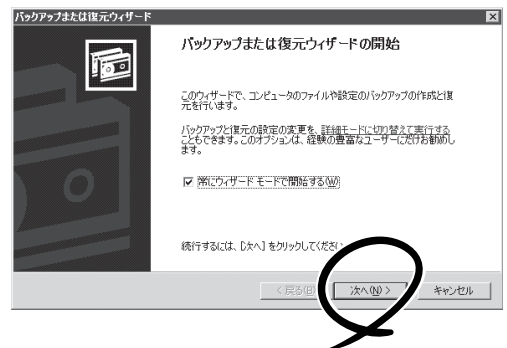 バックアップまたは復元ウィザード
バックアップまたは復元ウィザードの開始
このウィザードで、コンピュータのファイルや設定のバックアップの作成と復
元を行います。
バックアップと復元の設定の変更を、詳細モードに切り替えて実行する
こともできます。このオプションは、経験の豊富なユーザーにだけお勧めし
ます。
常にウィザード モードで開始する(W)
続行するには、[次へ] をクリックしてください
< 戻る(B) 次へ(N) > キャンセル